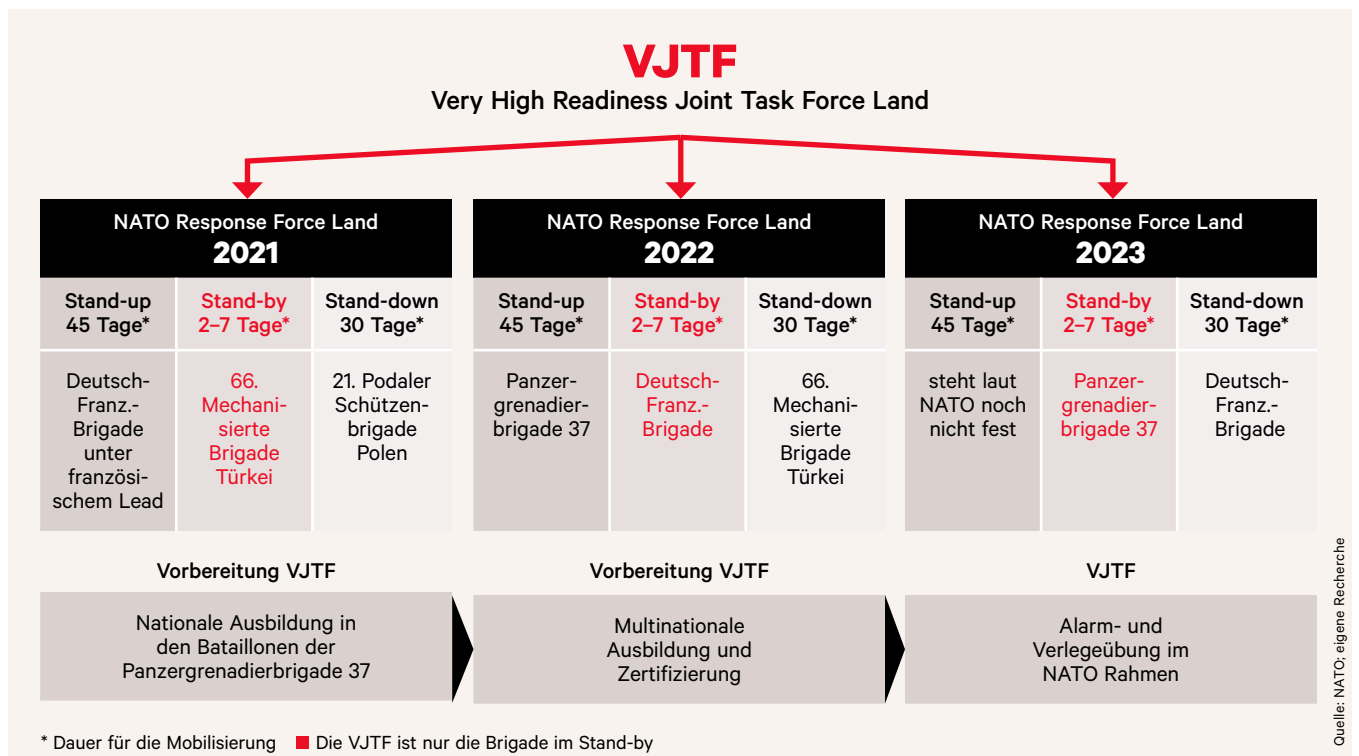 VJTF
Very High Readiness Joint Task Force Land
NATO Response Force Land
2021
Stand-up
45 Tage*
Stand-by
2–7 Tage*
Stand-down
30 Tage*
Deutsch-
Franz.-
Brigade
unter
französi-
schem Lead
66.
Mechani-
sierte
Brigade
Türkei
21. Podaler
Schützen-
brigade
Polen
NATO Response Force Land
2022
Stand-up
45 Tage*
Stand-by
2–7 Tage*
Stand-down
30 Tage*
Panzer-
grenadier-
brigade 37
Deutsch-
Franz.-
Brigade
66.
Mechani-
sierte
Brigade
Türkei
NATO Response Force Land
2023
Stand-up
45 Tage*
Stand-by
2–7 Tage*
Stand-down
30 Tage*
steht laut
NATO noch
nicht fest
Panzer-
grenadier-
brigade 37
Deutsch-
Franz.-
Brigade
Vorbereitung VJTF
Nationale Ausbildung in
den Bataillonen der
Panzergrenadierbrigade 37
Vorbereitung VJTF
Multinationale
Ausbildung und
Zertifizierung
VJTF
Alarm- und
Verlegeübung im
NATO Rahmen
* Dauer für die Mobilisierung
Die VJTF ist nur die Brigade im Stand-by
Quelle: NATO; eigene Recherche